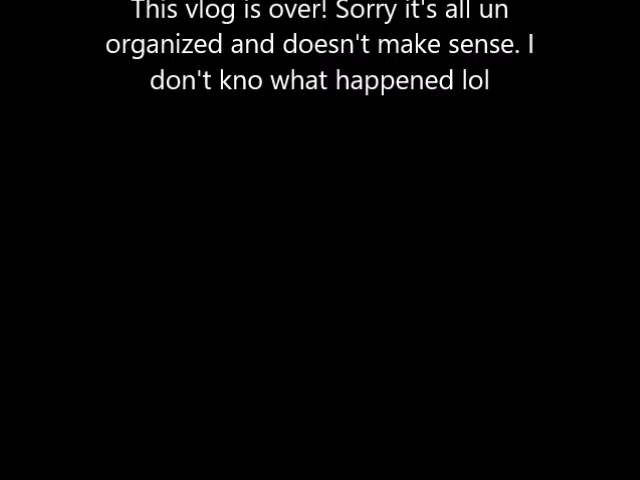 This vlog is over! Sorry it's all un
organized and doesn't make sense. I
don't kno what happened lol